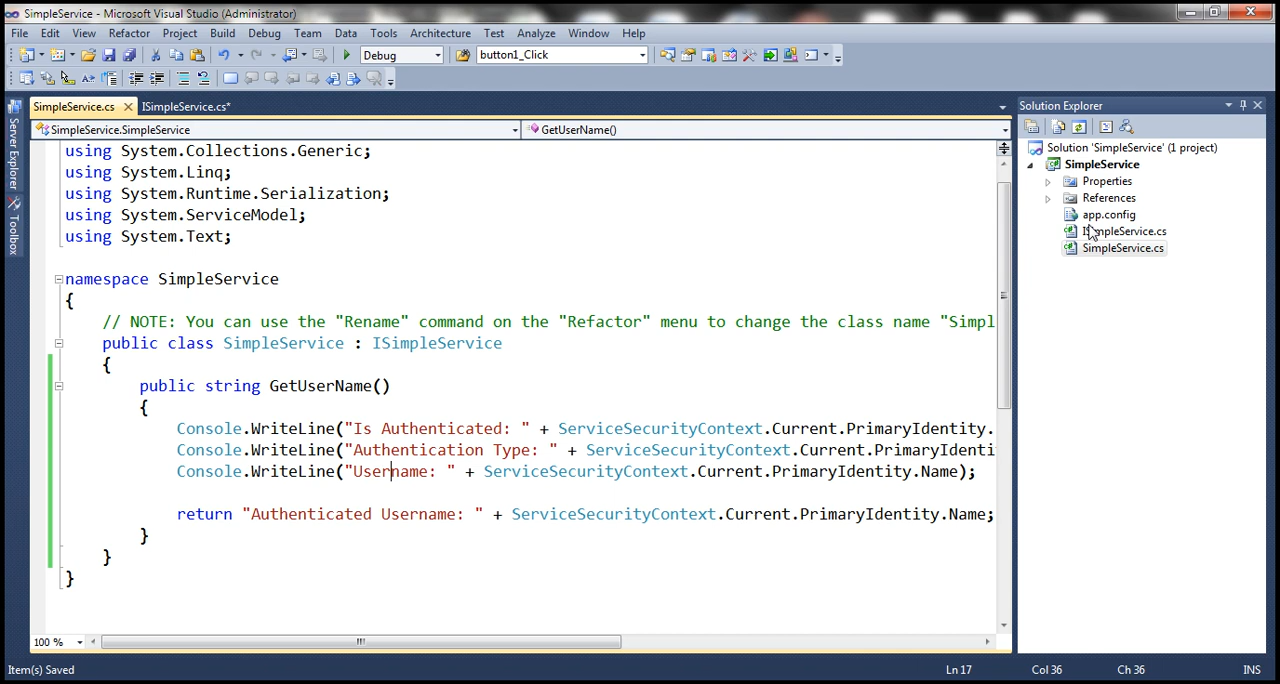 SimpleService - Microsoft Visual Studio (Administrator)
File Edit View Refactor Project Build Debug Team Data Tools Architecture Test Analyze Window Help
Debug button1_Click
SimpleService.cs ISimpleService.cs*
SimpleService.SimpleService GetUserName()
using System.Collections.Generic;
using System.Linq;
using System.Runtime.Serialization;
using System.ServiceModel;
using System.Text;
namespace SimpleService
{
// NOTE: You can use the "Rename" command on the "Refactor" menu to change the class name "Simpl
public class SimpleService : ISimpleService
{
public string GetUserName()
{
Console.WriteLine("Is Authenticated: " + ServiceSecurityContext.Current.PrimaryIdentity.
Console.WriteLine("Authentication Type: " + ServiceSecurityContext.Current.PrimaryIdenti
Console.WriteLine("Username: " + ServiceSecurityContext.Current.PrimaryIdentity.Name);
return "Authenticated Username: " + ServiceSecurityContext.Current.PrimaryIdentity.Name;
}
}
}
100 %
Server Explorer
Toolbox
Solution Explorer
Solution 'SimpleService' (1 project)
SimpleService
Properties
References
app.config
ISimpleService.cs
SimpleService.cs
Item(s) Saved Ln 17 Col 36 Ch 36 INS